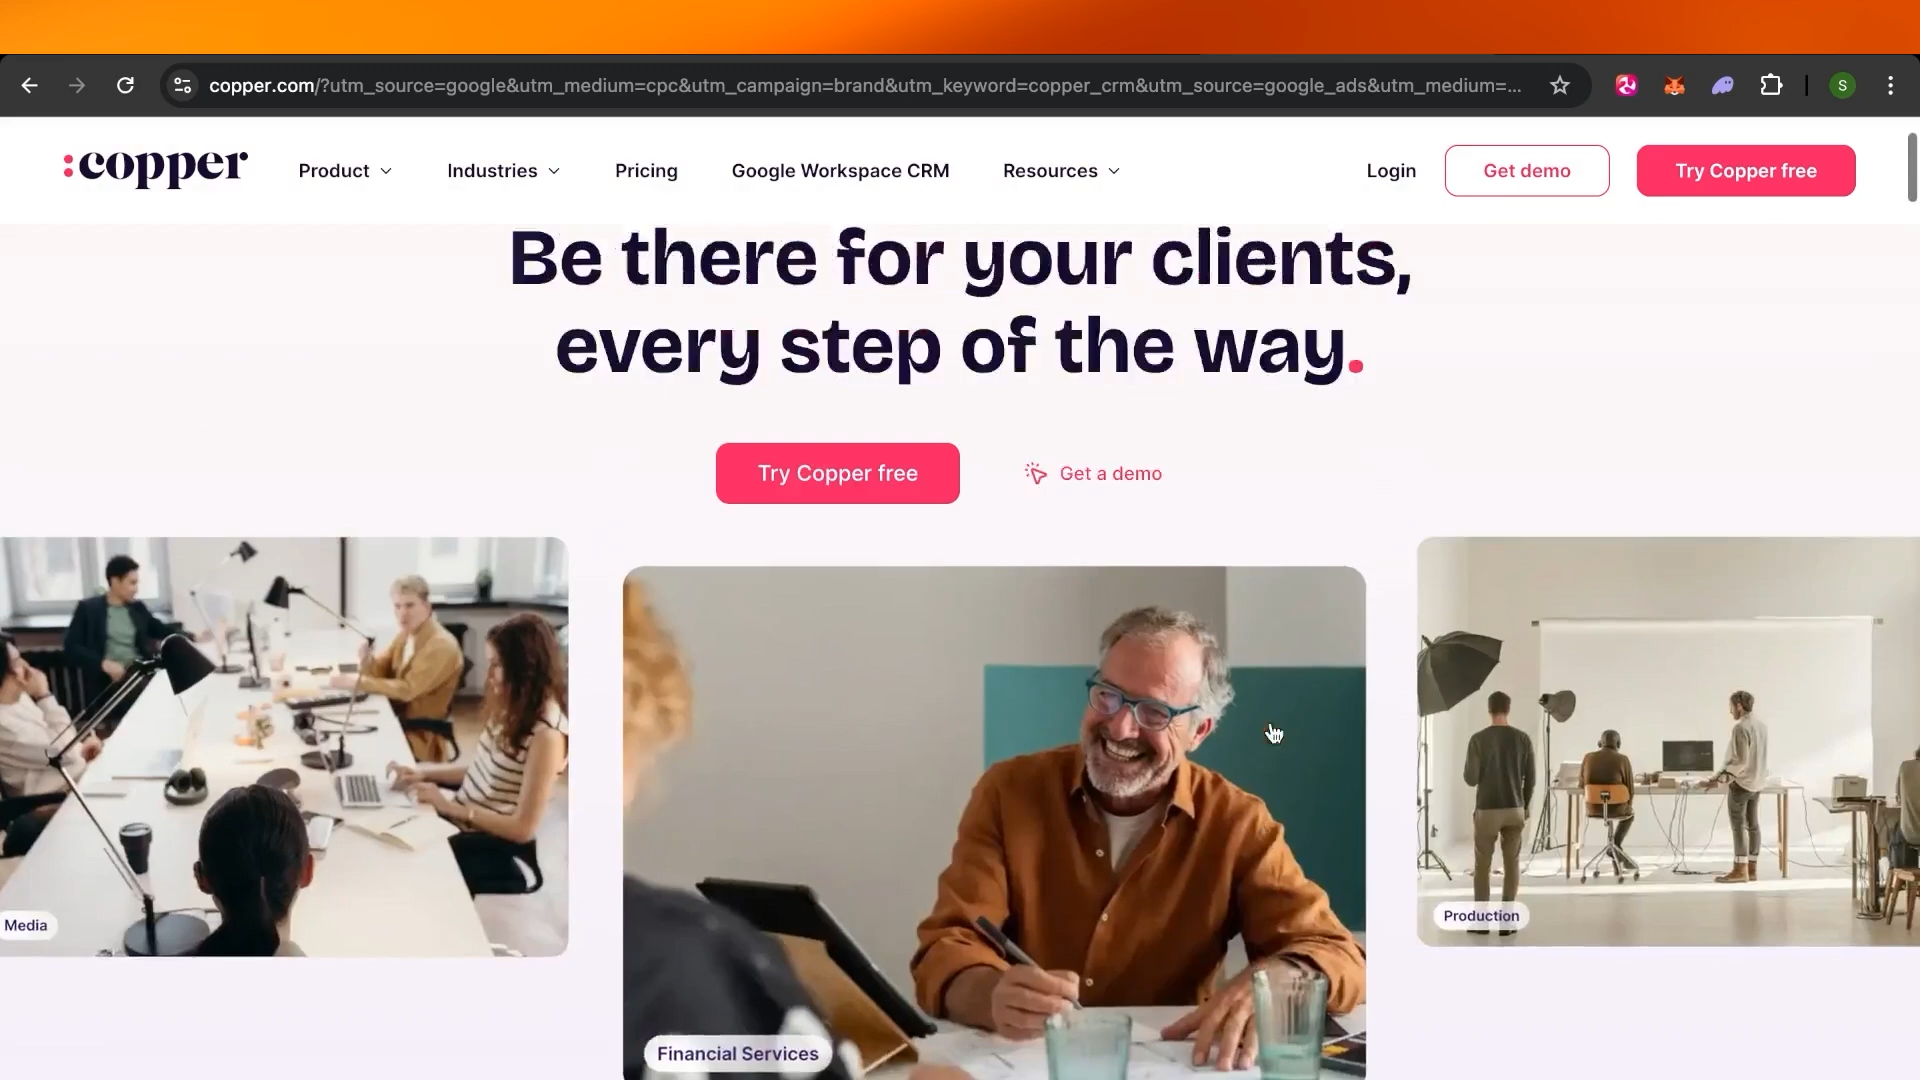 copper.com/?utm_source=google&utm_medium=cpc&utm_campaign=brand&utm_keyword=copper_crm&utm_source=google_ads&utm_medium=...
S
:copper
Product
Industries
Pricing
Google Workspace CRM
Resources
Login
Get demo
Try Copper free
Be there for your clients,
every step of the way.
Try Copper free
Get a demo
Media
Financial Services
Production